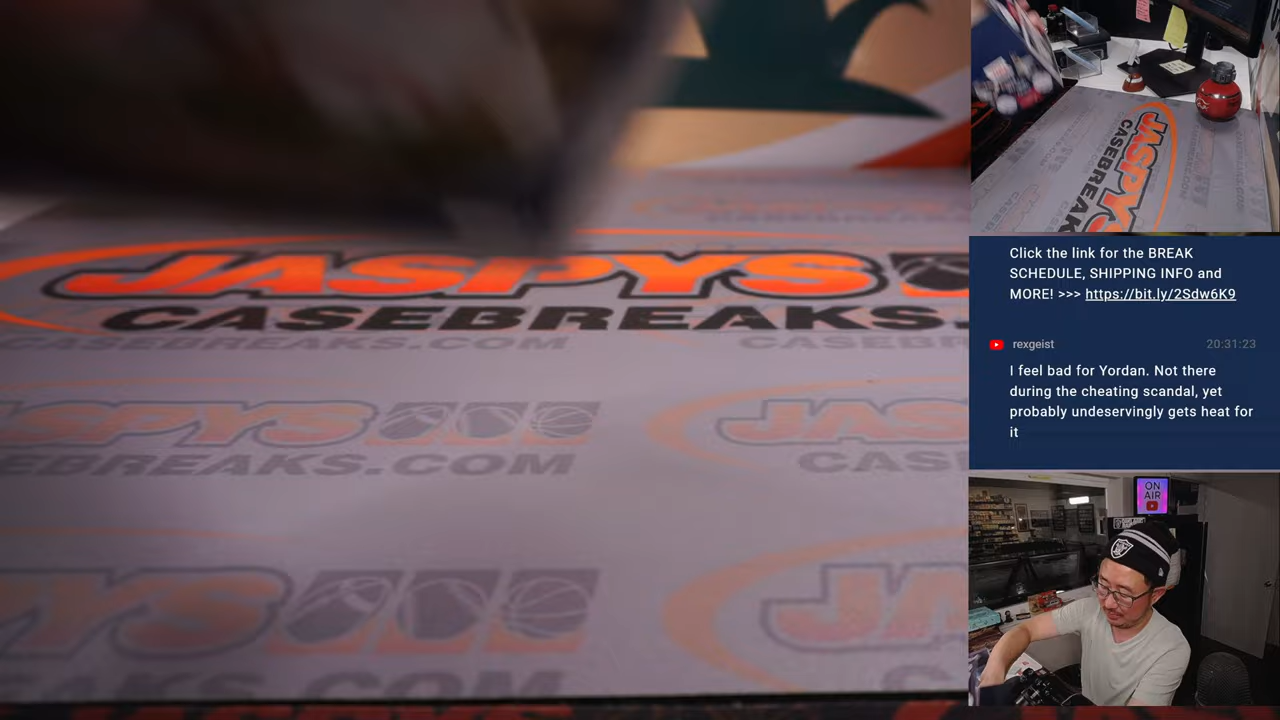 JASPYS
CASEBREAKS.
CASEBREAKS.COM
JASPYS
CASEBREAKS.COM
JASPYS
CASEBREAKS
Click the link for the BREAK
SCHEDULE, SHIPPING INFO and
MORE! >>> https://bit.ly/2Sdw6K9
rexgeist
20:31:23
I feel bad for Yordan. Not there
during the cheating scandal, yet
probably undeservingly gets heat for
it
ON
AIR